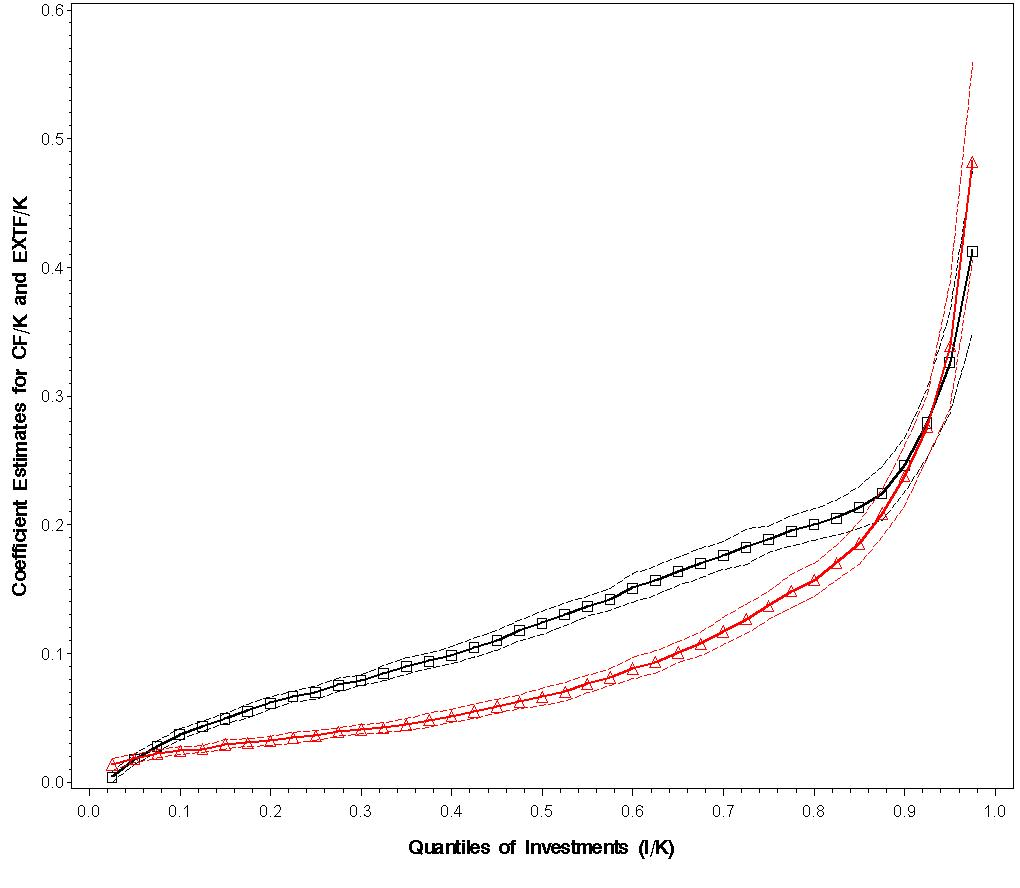 0.6
0.5
0.4
0.3
0.2
0.1
0.0
Coefficient Estimates for CF/K and EXTF/K
0.0 0.1 0.2 0.3 0.4 0.5 0.6 0.7 0.8 0.9 1.0
Quantiles of Investments (I/K)